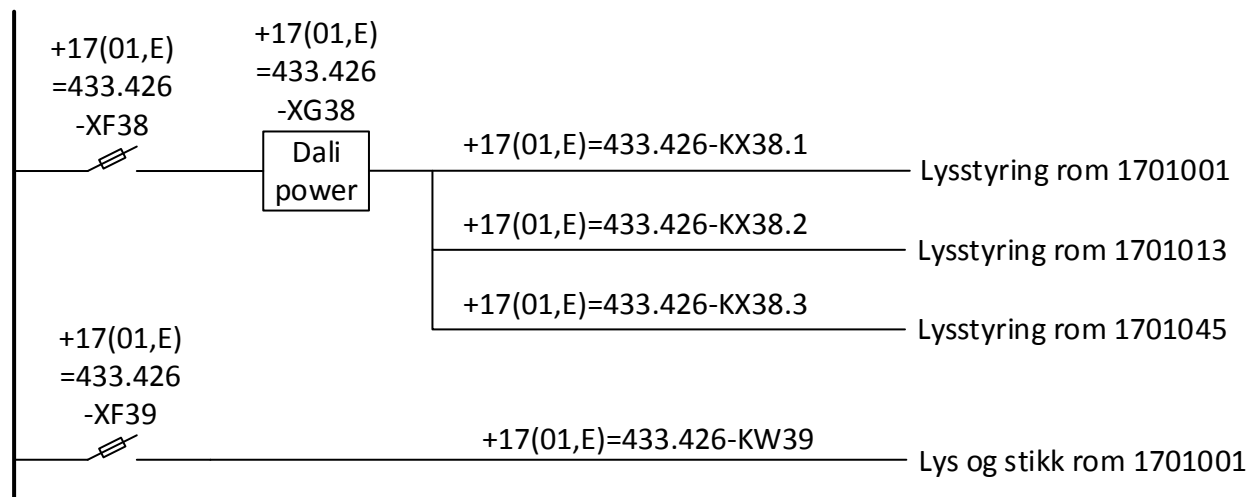 +17(01,E)
=433.426
-XF38
+17(01,E)
=433.426
-XG38
Dali
power
+17(01,E)=433.426-KX38.1
Lysstyring rom 1701001
+17(01,E)=433.426-KX38.2
Lysstyring rom 1701013
+17(01,E)=433.426-KX38.3
Lysstyring rom 1701045
+17(01,E)
=433.426
-XF39
+17(01,E)=433.426-KW39
Lys og stikk rom 1701001